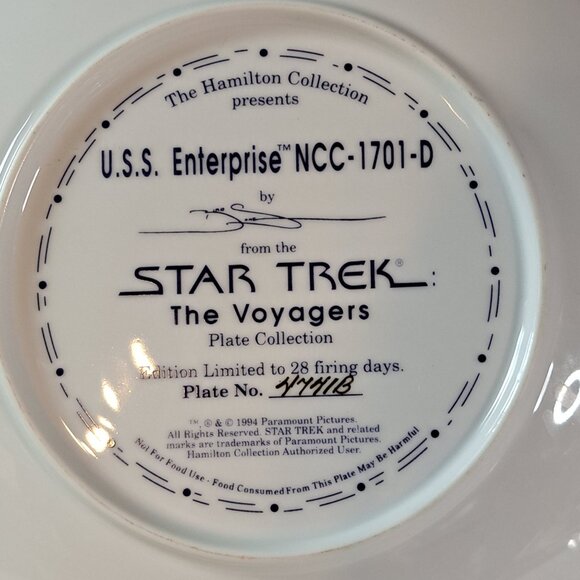 The Hamilton Collection
presents
U.S.S. Enterprise™ NCC-1701-D
by
from the
STAR TREK®:
The Voyagers
Plate Collection
Edition Limited to 28 firing days.
Plate No. 4741B
™, ® & © 1994 Paramount Pictures.
All Rights Reserved. STAR TREK and related
marks are trademarks of Paramount Pictures.
Hamilton Collection Authorized User.
Not For Food Use - Food Consumed From This Plate May Be Harmful